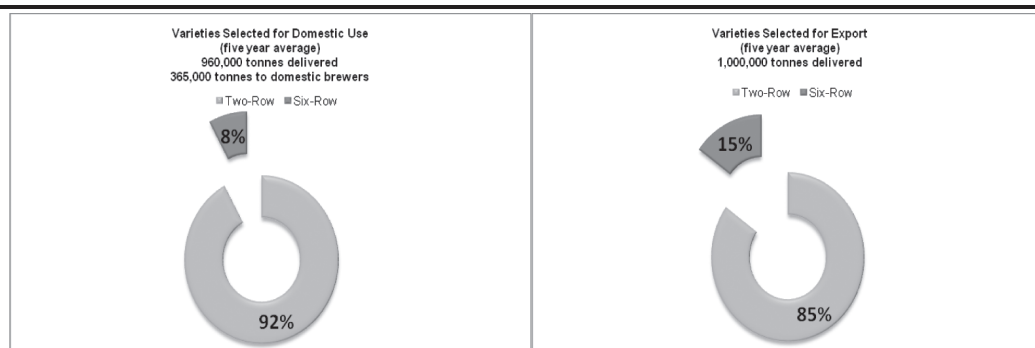 Varieties Selected for Domestic Use
(five year average)
960,000 tonnes delivered
365,000 tonnes to domestic brewers
Two-Row Six-Row
8%
92%
Varieties Selected for Export
(five year average)
1,000,000 tonnes delivered
Two-Row Six-Row
15%
85%